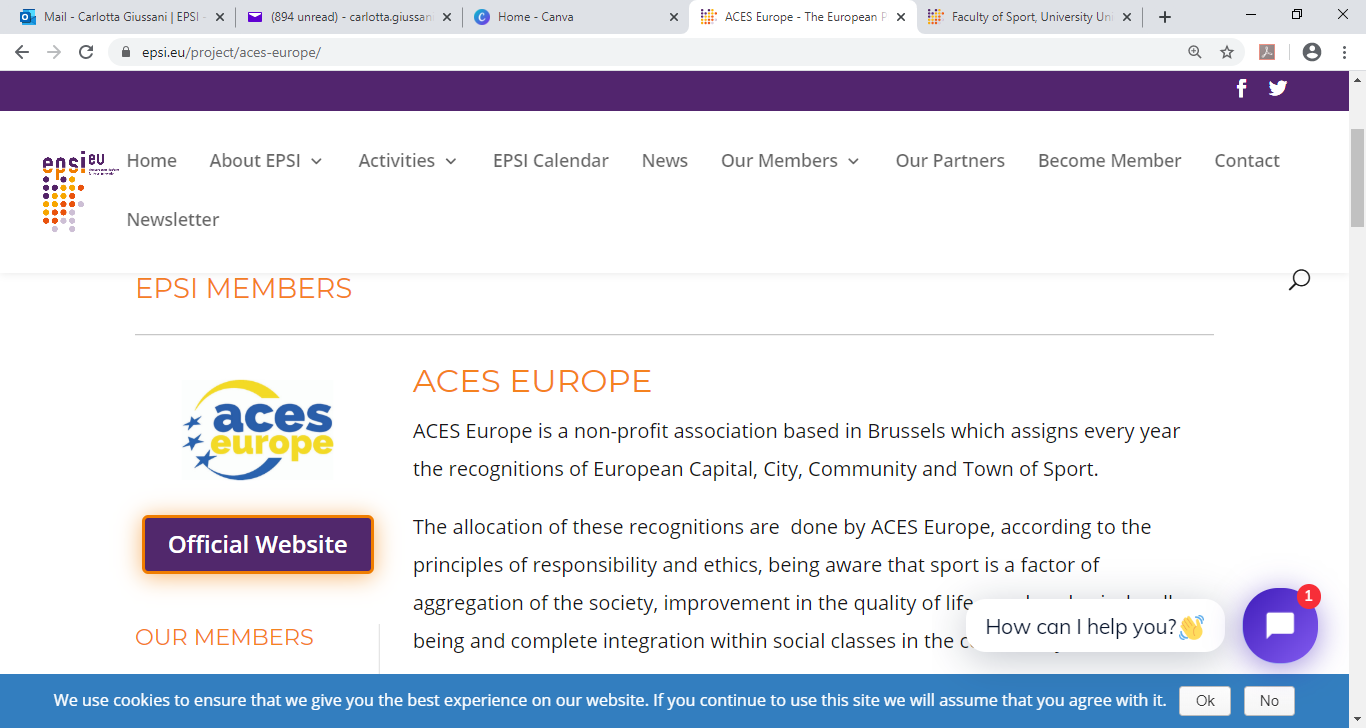 Mail - Carlotta Giussani | EPSI -
(894 unread) - carlotta.giussan
Home - Canva
ACES Europe - The European P
Faculty of Sport, University Un
epsi.eu/project/aces-europe/
epsi eu
Home
About EPSI
Activities
EPSI Calendar
News
Our Members
Our Partners
Become Member
Contact
Newsletter
EPSI MEMBERS
aces
europe
Official Website
OUR MEMBERS
ACES EUROPE
ACES Europe is a non-profit association based in Brussels which assigns every year
the recognitions of European Capital, City, Community and Town of Sport.
The allocation of these recognitions are done by ACES Europe, according to the
principles of responsibility and ethics, being aware that sport is a factor of
aggregation of the society, improvement in the quality of life
being and complete integration within social classes in the
How can I help you?👋
1
We use cookies to ensure that we give you the best experience on our website. If you continue to use this site we will assume that you agree with it.
Ok
No